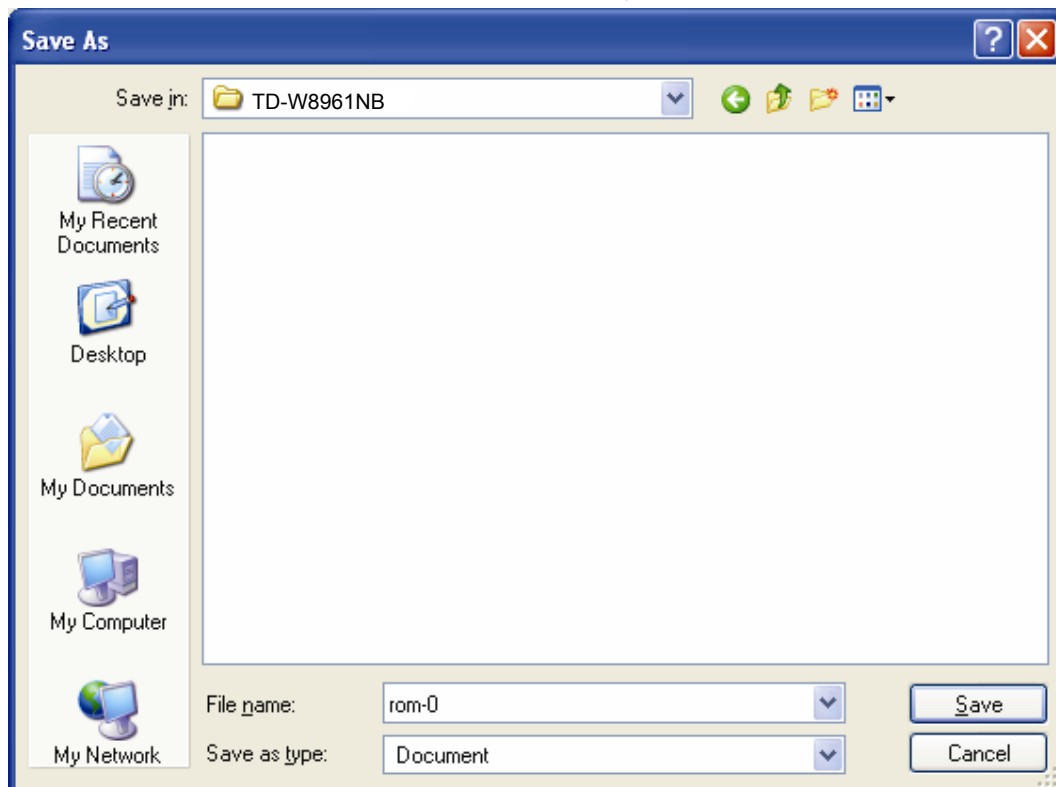 Save As
Save in: TD-W8961NB
My Recent
Documents
Desktop
My Documents
My Computer
My Network
File name: rom-0
Save as type: Document
Save
Cancel